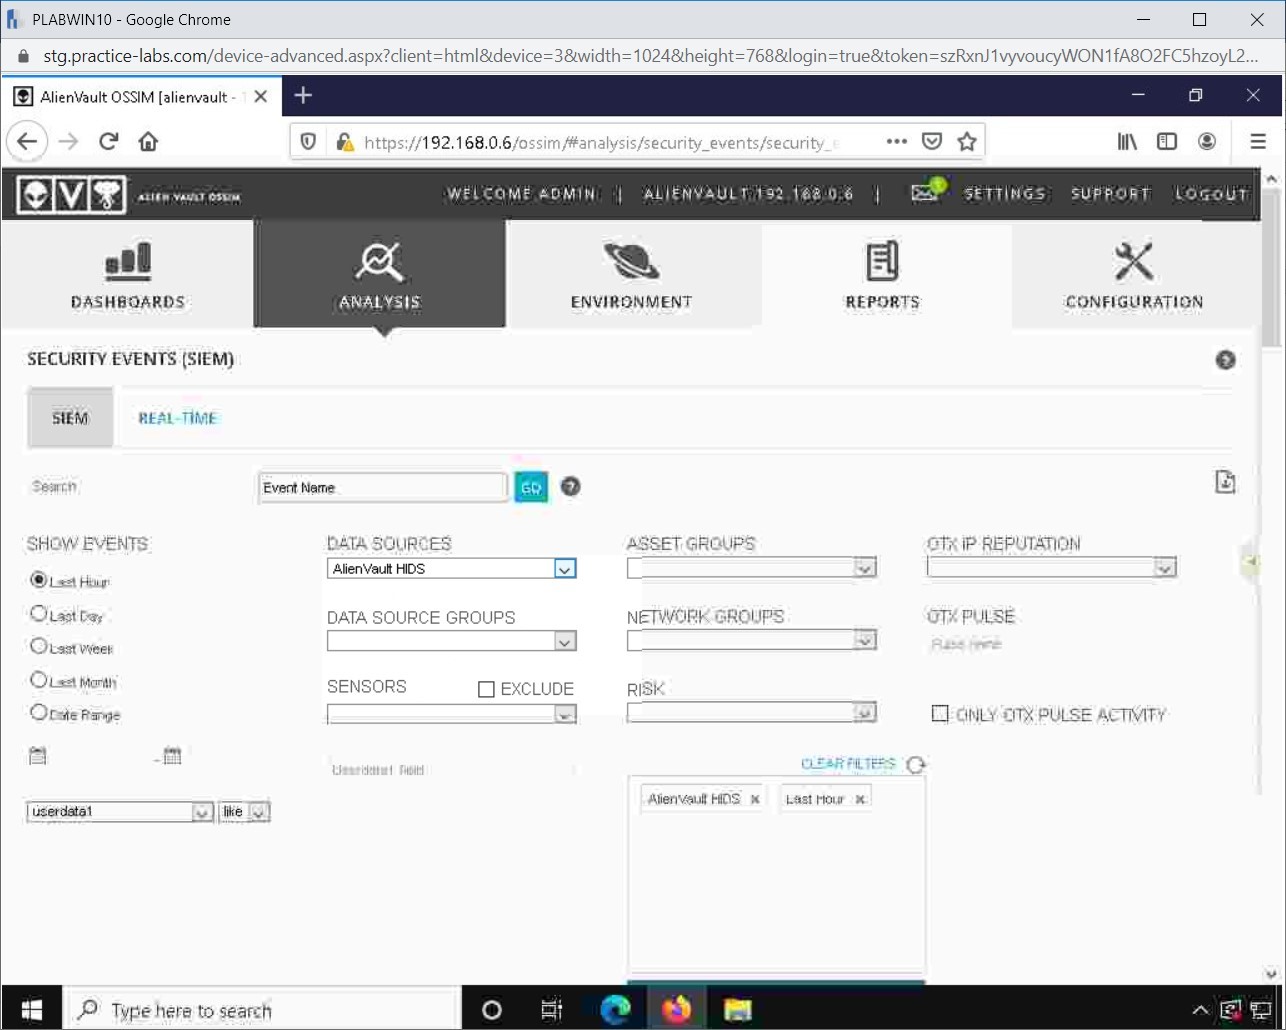 PLABWIN10 - Google Chrome
stg.practice-labs.com/device-advanced.aspx?client=html&device=3&width=1024&height=768&login=true&token=szRxnJ1vyvoucyWON1fA8O2FC5hzoyL2...
AlienVault OSSIM [alienvault -
https://192.168.0.6/ossim/#analysis/security_events/security_e
ALIEN VAULT OSSIM
WELCOME ADMIN | ALIENVAULT 192.168.0.6 | SETTINGS SUPPORT LOGOUT
DASHBOARDS ANALYSIS ENVIRONMENT REPORTS CONFIGURATION
SECURITY EVENTS (SIEM)
SIEM REAL-TIME
Search Event Name GO
SHOW EVENTS DATA SOURCES ASSET GROUPS OTX IP REPUTATION
Last Hour AlienVault HIDS
Last Day DATA SOURCE GROUPS NETWORK GROUPS OTX PULSE
Last Week Pulse name
Last Month SENSORS EXCLUDE RISK
Date Range ONLY OTX PULSE ACTIVITY
- Userdata1 field CLEAR FILTERS
AlienVault HIDS x Last Hour x
userdata1 like
Type here to search